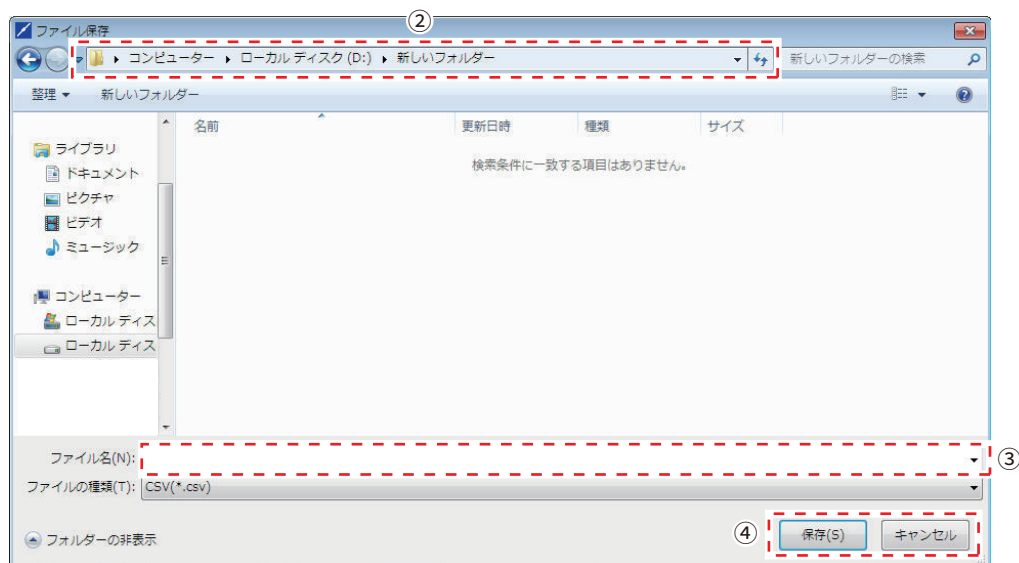 ②
ファイル保存
コンピューター ▸ ローカル ディスク (D:) ▸ 新しいフォルダー
新しいフォルダーの検索
整理 ▼ 新しいフォルダー
名前 更新日時 種類 サイズ
検索条件に一致する項目はありません。
ライブラリ
ドキュメント
ピクチャ
ビデオ
ミュージック
コンピューター
ローカル ディス
ローカル ディス
ファイル名(N):
③
ファイルの種類(T): CSV(*.csv)
④
保存(S) キャンセル
フォルダーの非表示